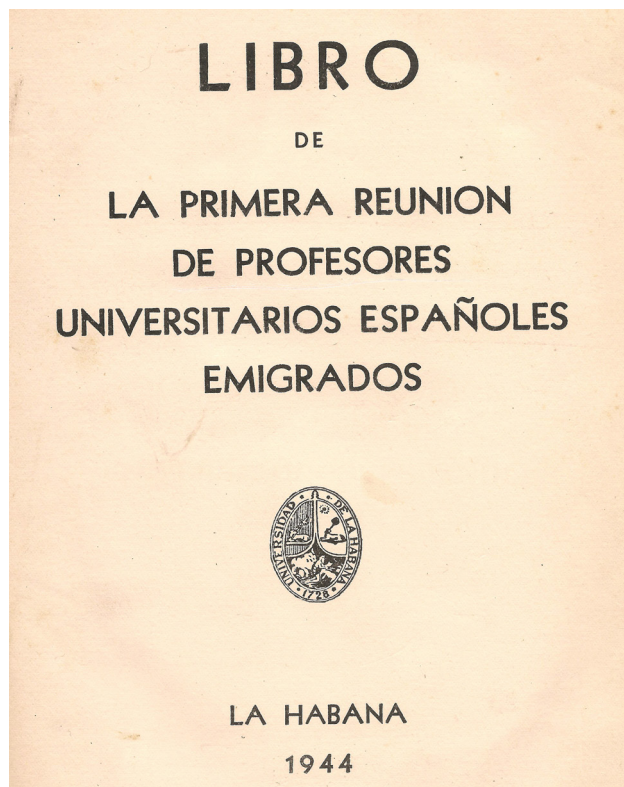 LIBRO
DE
LA PRIMERA REUNION
DE PROFESORES
UNIVERSITARIOS ESPAÑOLES
EMIGRADOS
UNIVERSIDAD DE LA HABANA
1728
LA HABANA
1944